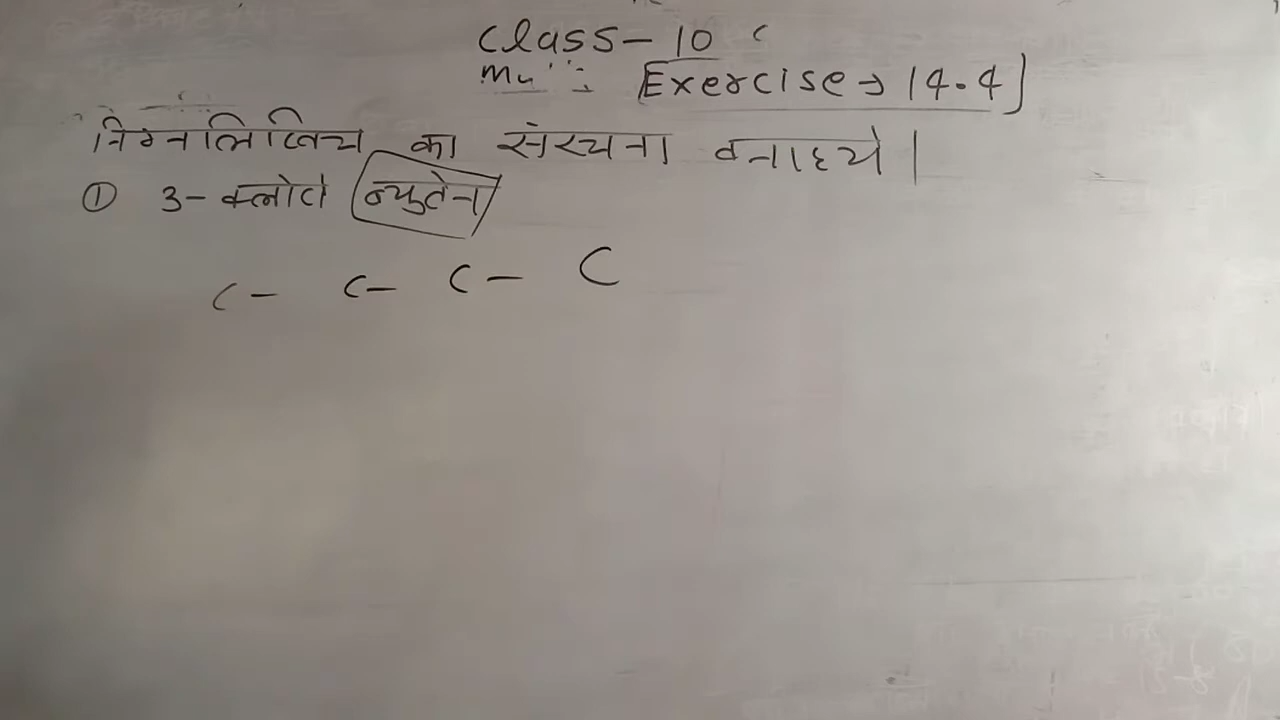 Class - 10
[Exercise → 14.4]
निम्नलिखित का संरचना बनाइये |
① 3- क्लोरो ब्युटेन
C - C - C - C